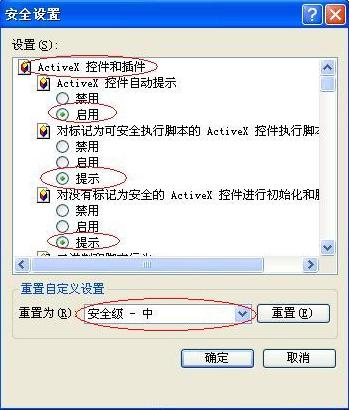 安全设置
设置(S):
ActiveX 控件和插件
ActiveX 控件自动提示
禁用
启用
对标记为可安全执行脚本的 ActiveX 控件执行脚本
禁用
启用
提示
对没有标记为安全的 ActiveX 控件进行初始化和
禁用
启用
提示
重置自定义设置
重置为(R):
安全级 - 中
重置(E)
确定
取消